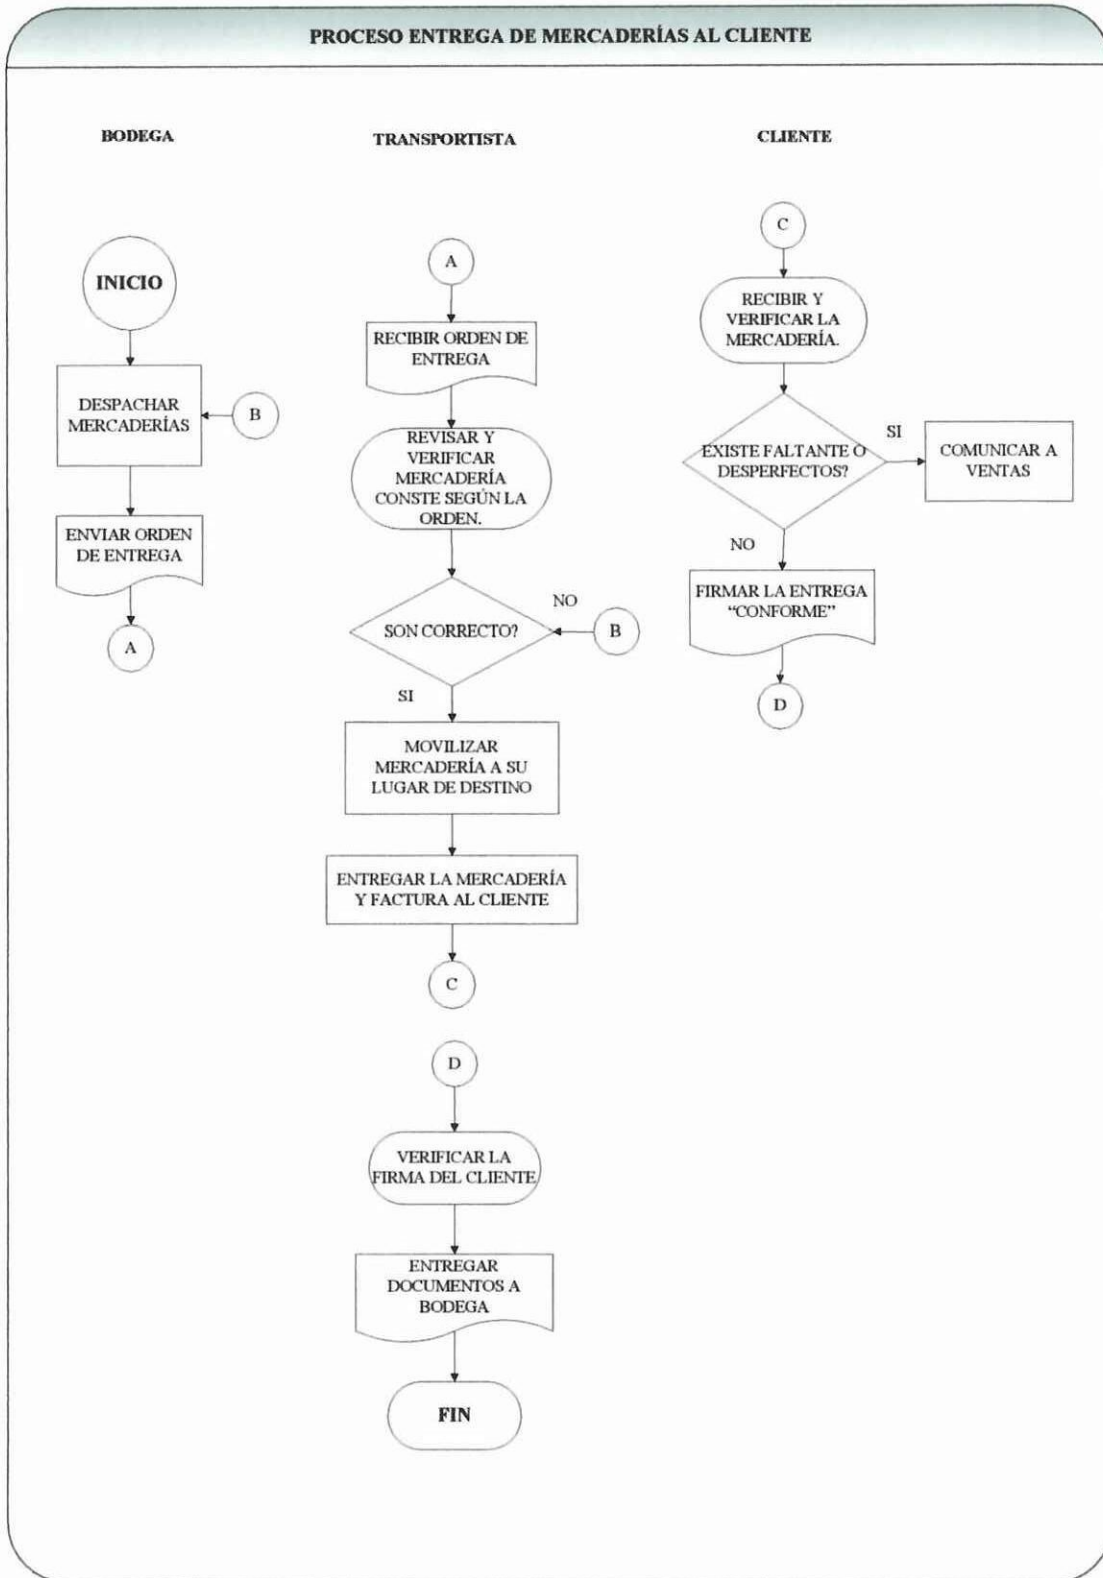 PROCESO ENTREGA DE MERCADERÍAS AL CLIENTE
BODEGA
INICIO
DESPACHAR
MERCADERÍAS
B
ENVIAR ORDEN
DE ENTREGA
A
TRANSPORTISTA
A
RECIBIR ORDEN DE
ENTREGA
REVISAR Y
VERIFICAR
MERCADERÍA
CONSTE SEGÚN LA
ORDEN.
SON CORRECTO?
NO
B
SI
MOVILIZAR
MERCADERÍA A SU
LUGAR DE DESTINO
ENTREGAR LA MERCADERÍA
Y FACTURA AL CLIENTE
C
D
VERIFICAR LA
FIRMA DEL CLIENTE
ENTREGAR
DOCUMENTOS A
BODEGA
FIN
CLIENTE
C
RECIBIR Y
VERIFICAR LA
MERCADERÍA.
EXISTE FALTANTE O
DESPERFECTOS?
SI
COMUNICAR A
VENTAS
NO
FIRMAR LA ENTREGA
“CONFORME”
D